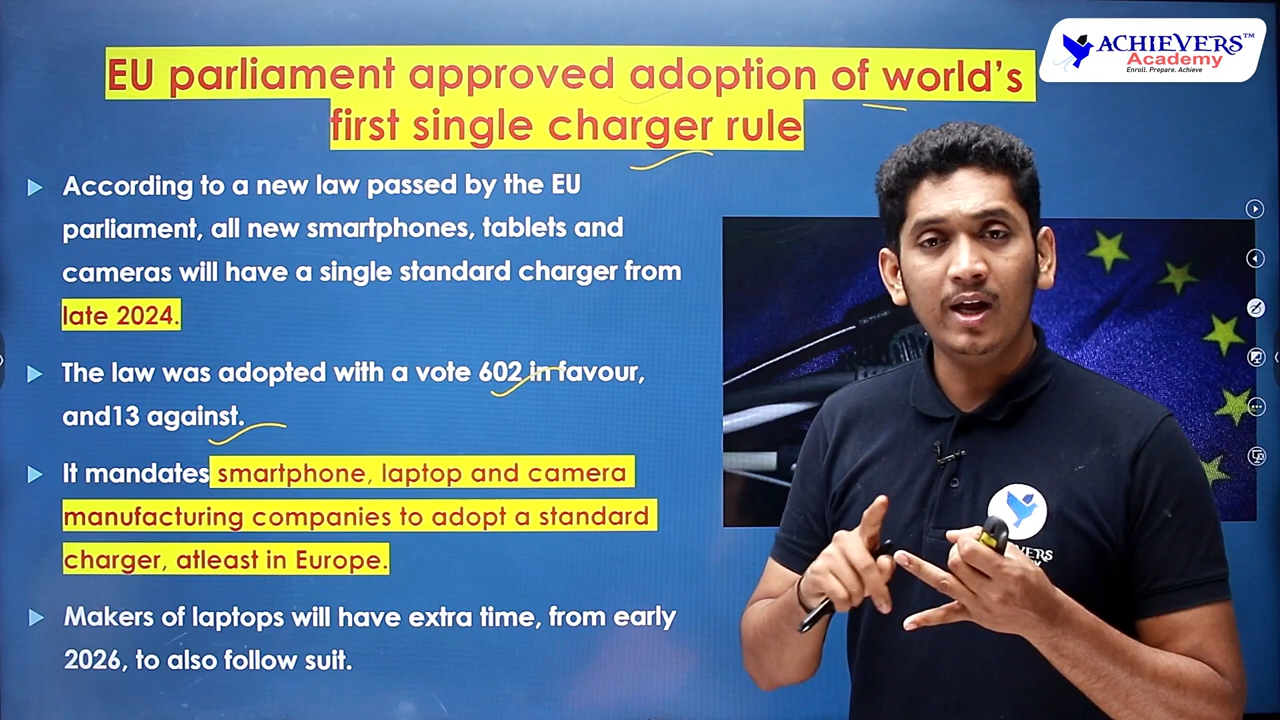 ACHIEVERS™
Academy
Enroll. Prepare. Achieve
EU parliament approved adoption of world's
first single charger rule
According to a new law passed by the EU
parliament, all new smartphones, tablets and
cameras will have a single standard charger from
late 2024.
The law was adopted with a vote 602 in favour,
and13 against.
It mandates smartphone, laptop and camera
manufacturing companies to adopt a standard
charger, atleast in Europe.
Makers of laptops will have extra time, from early
2026, to also follow suit.